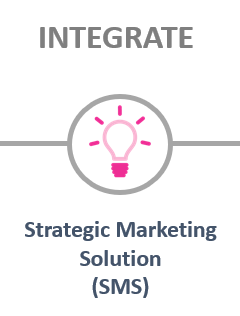 INTEGRATE
Strategic Marketing
Solution
(SMS)